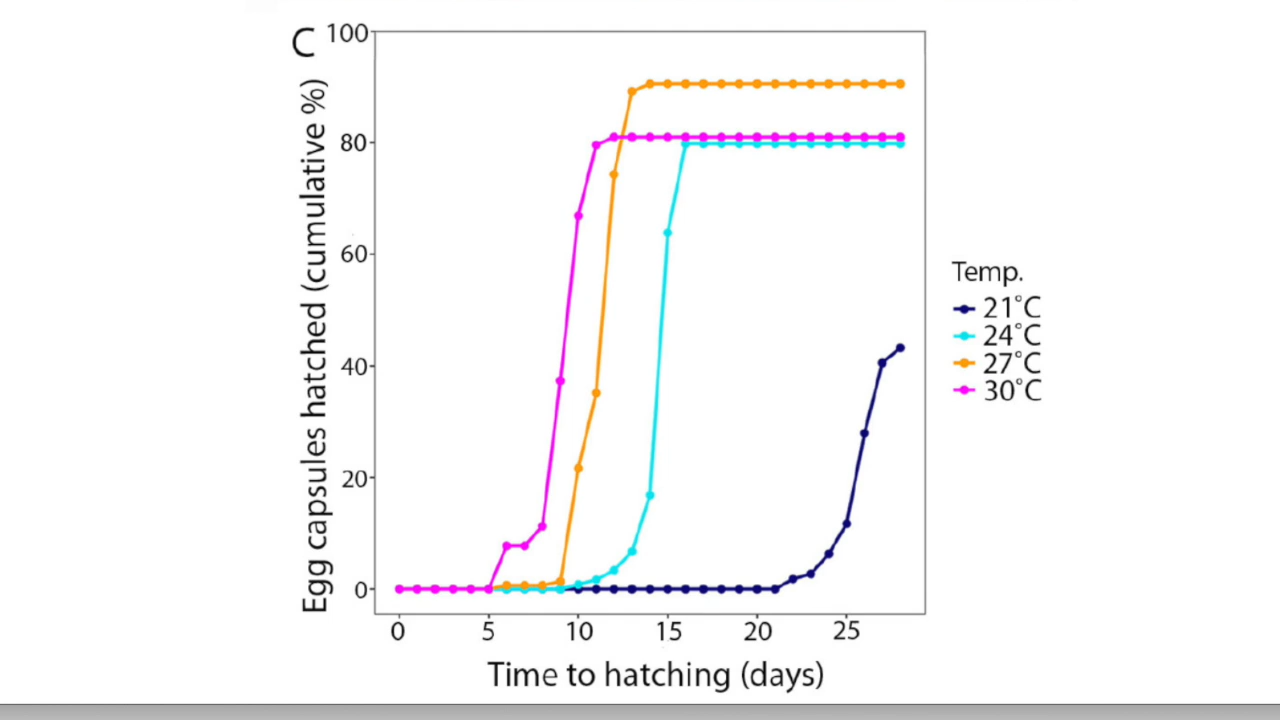 C
100
80
60
40
20
0
Egg capsules hatched (cumulative %)
0 5 10 15 20 25
Time to hatching (days)
Temp.
21°C
24°C
27°C
30°C